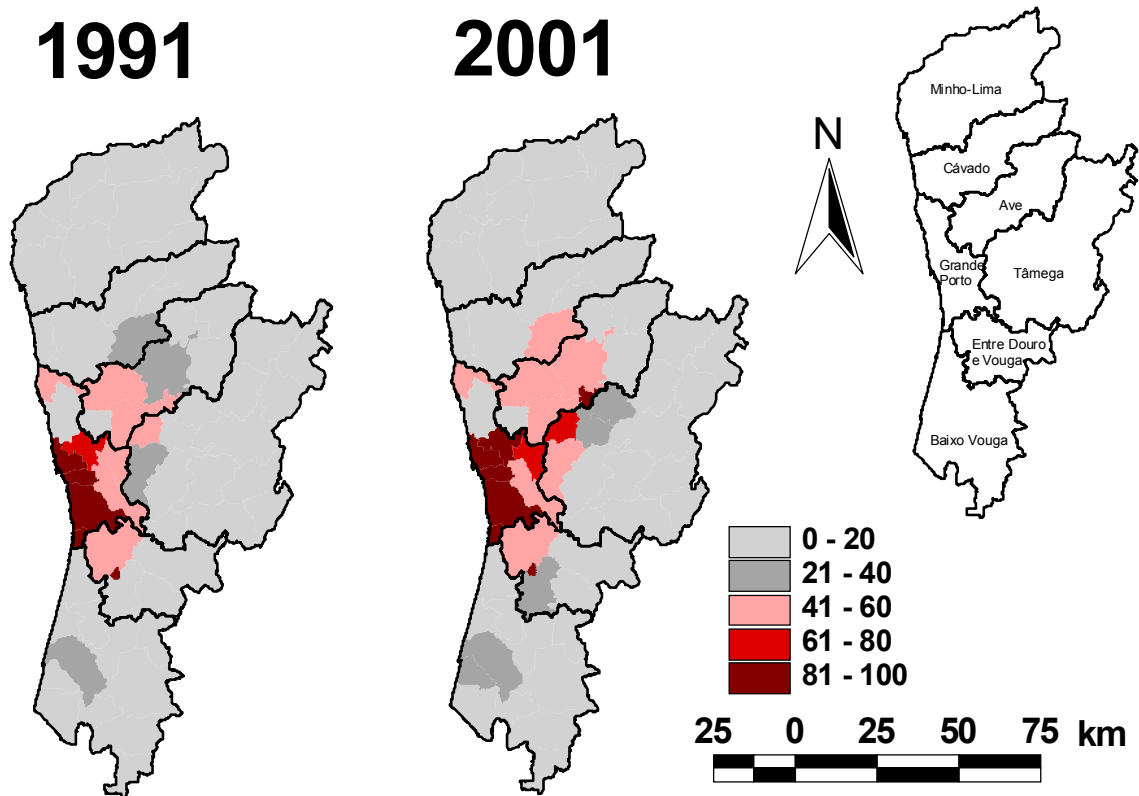 1991
2001
N
Minho-Lima
Cávado
Ave
Grande
Porto
Tâmega
Entre Douro
e Vouga
Baixo Vouga
0 - 20
21 - 40
41 - 60
61 - 80
81 - 100
25 0 25 50 75 km